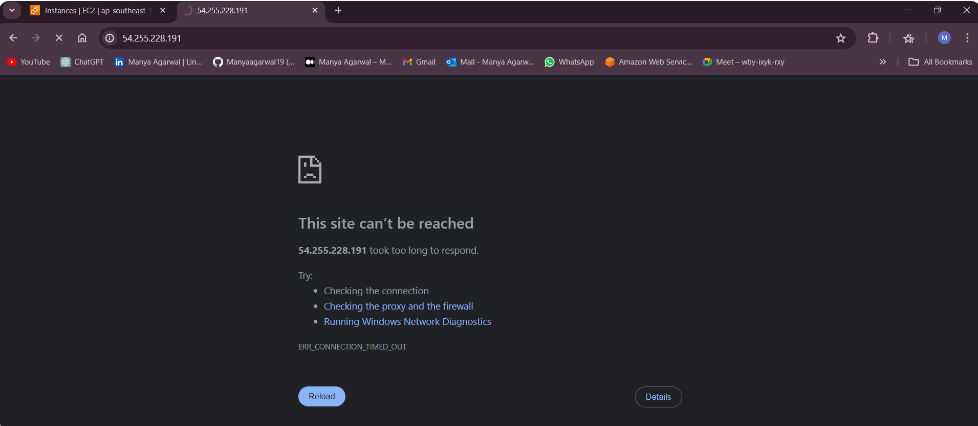 Instances | EC2 | ap-southeast
54.255.228.191
54.255.228.191
M
YouTube
ChatGPT
Manya Agarwal | Lin...
Manyaagarwal19 (...
Manya Agarwal – M...
Gmail
Mail - Manya Agarw...
WhatsApp
Amazon Web Servic...
Meet – wby-ixyk-rxy
»
All Bookmarks
This site can’t be reached
54.255.228.191 took too long to respond.
Try:
• Checking the connection
• Checking the proxy and the firewall
• Running Windows Network Diagnostics
ERR_CONNECTION_TIMED_OUT
Reload
Details